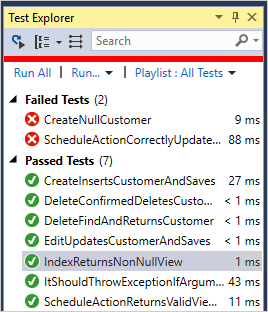 Test Explorer
Search
Run All | Run... | Playlist : All Tests
Failed Tests (2)
CreateNullCustomer 9 ms
ScheduleActionCorrectlyUpdate... 88 ms
Passed Tests (7)
CreateInsertsCustomerAndSaves 27 ms
DeleteConfirmedDeletesCusto... < 1 ms
DeleteFindAndReturnsCustomer < 1 ms
EditUpdatesCustomerAndSaves < 1 ms
IndexReturnsNonNullView 1 ms
ItShouldThrowExceptionIfArgum... 43 ms
ScheduleActionReturnsValidVie... 11 ms